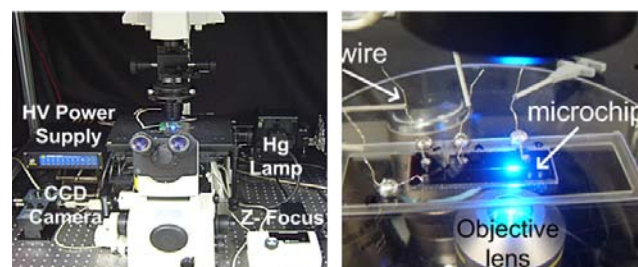 HV Power
Supply
Hg
Lamp
CCD
Camera
Z- Focus
wire
microchip
Objective
lens